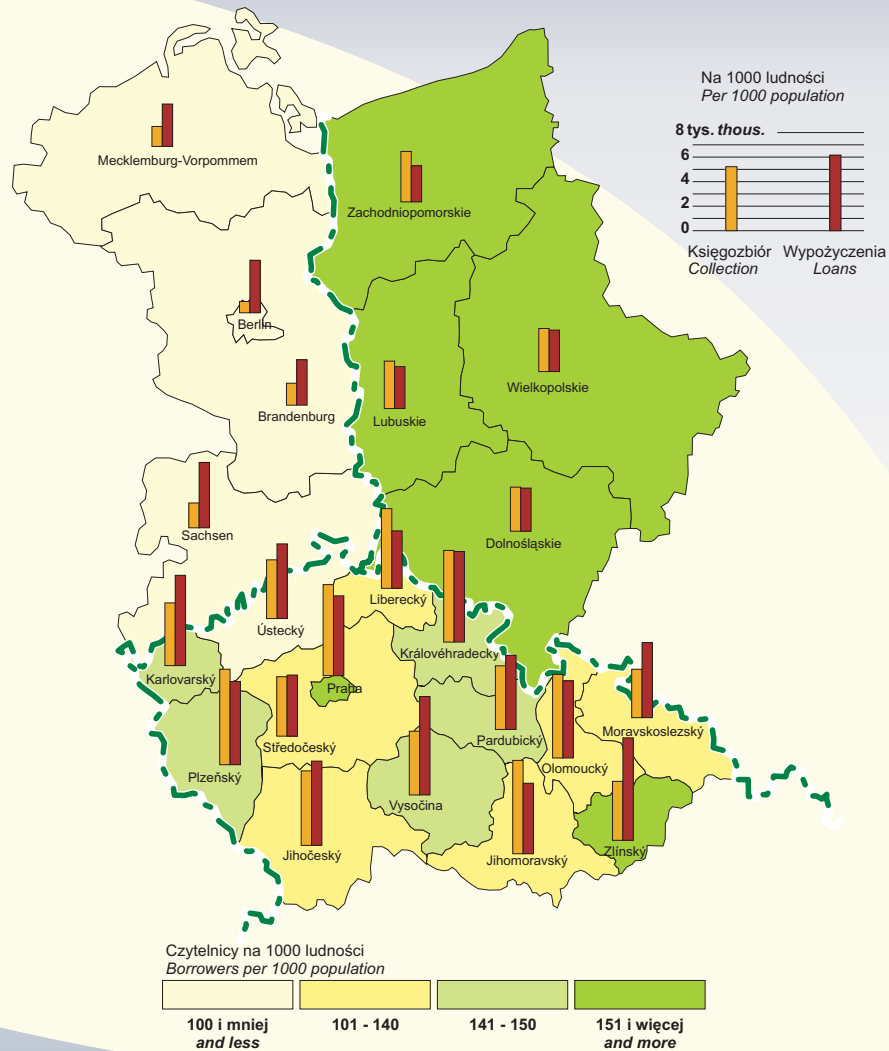 Na 1000 ludności
Per 1000 population
8 tys. thous.
6
4
2
0
Księgozbiór
Collection
Wypożyczenia
Loans
Mecklemburg-Vorpommem
Zachodniopomorskie
Berlin
Wielkopolskie
Brandenburg
Lubuskie
Sachsen
Dolnośląskie
Liberecký
Ústecký
Královéhradecký
Karlovarský
Praha
Moravskoslezský
Pardubický
Středočeský
Olomoucký
Plzeňský
Vysočina
Zlínský
Jihočeský
Jihomoravský
Czytelnicy na 1000 ludności
Borrowers per 1000 population
100 i mniej
and less
101 - 140
141 - 150
151 i więcej
and more